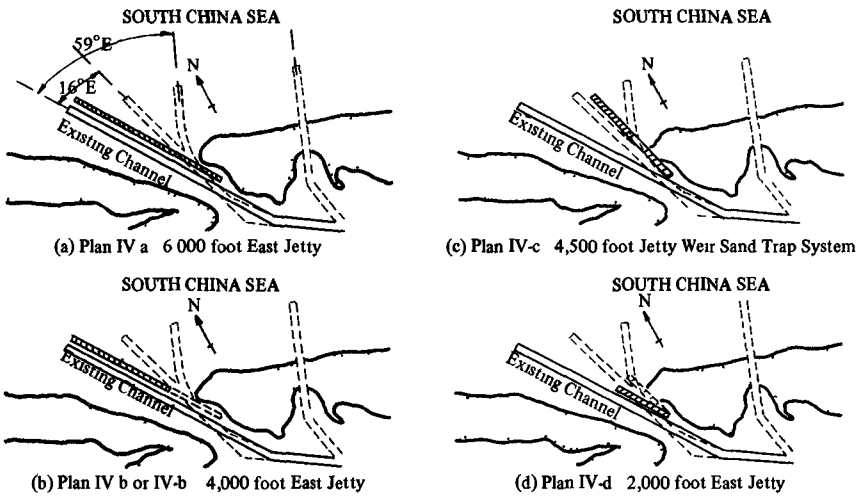 SOUTH CHINA SEA
59°E
16°E
N
Existing Channel
(a) Plan IV a 6 000 foot East Jetty
SOUTH CHINA SEA
N
Existing Channel
(c) Plan IV-c 4,500 foot Jetty Weir Sand Trap System
SOUTH CHINA SEA
N
Existing Channel
(b) Plan IV b or IV-b 4,000 foot East Jetty
SOUTH CHINA SEA
N
Existing Channel
(d) Plan IV-d 2,000 foot East Jetty